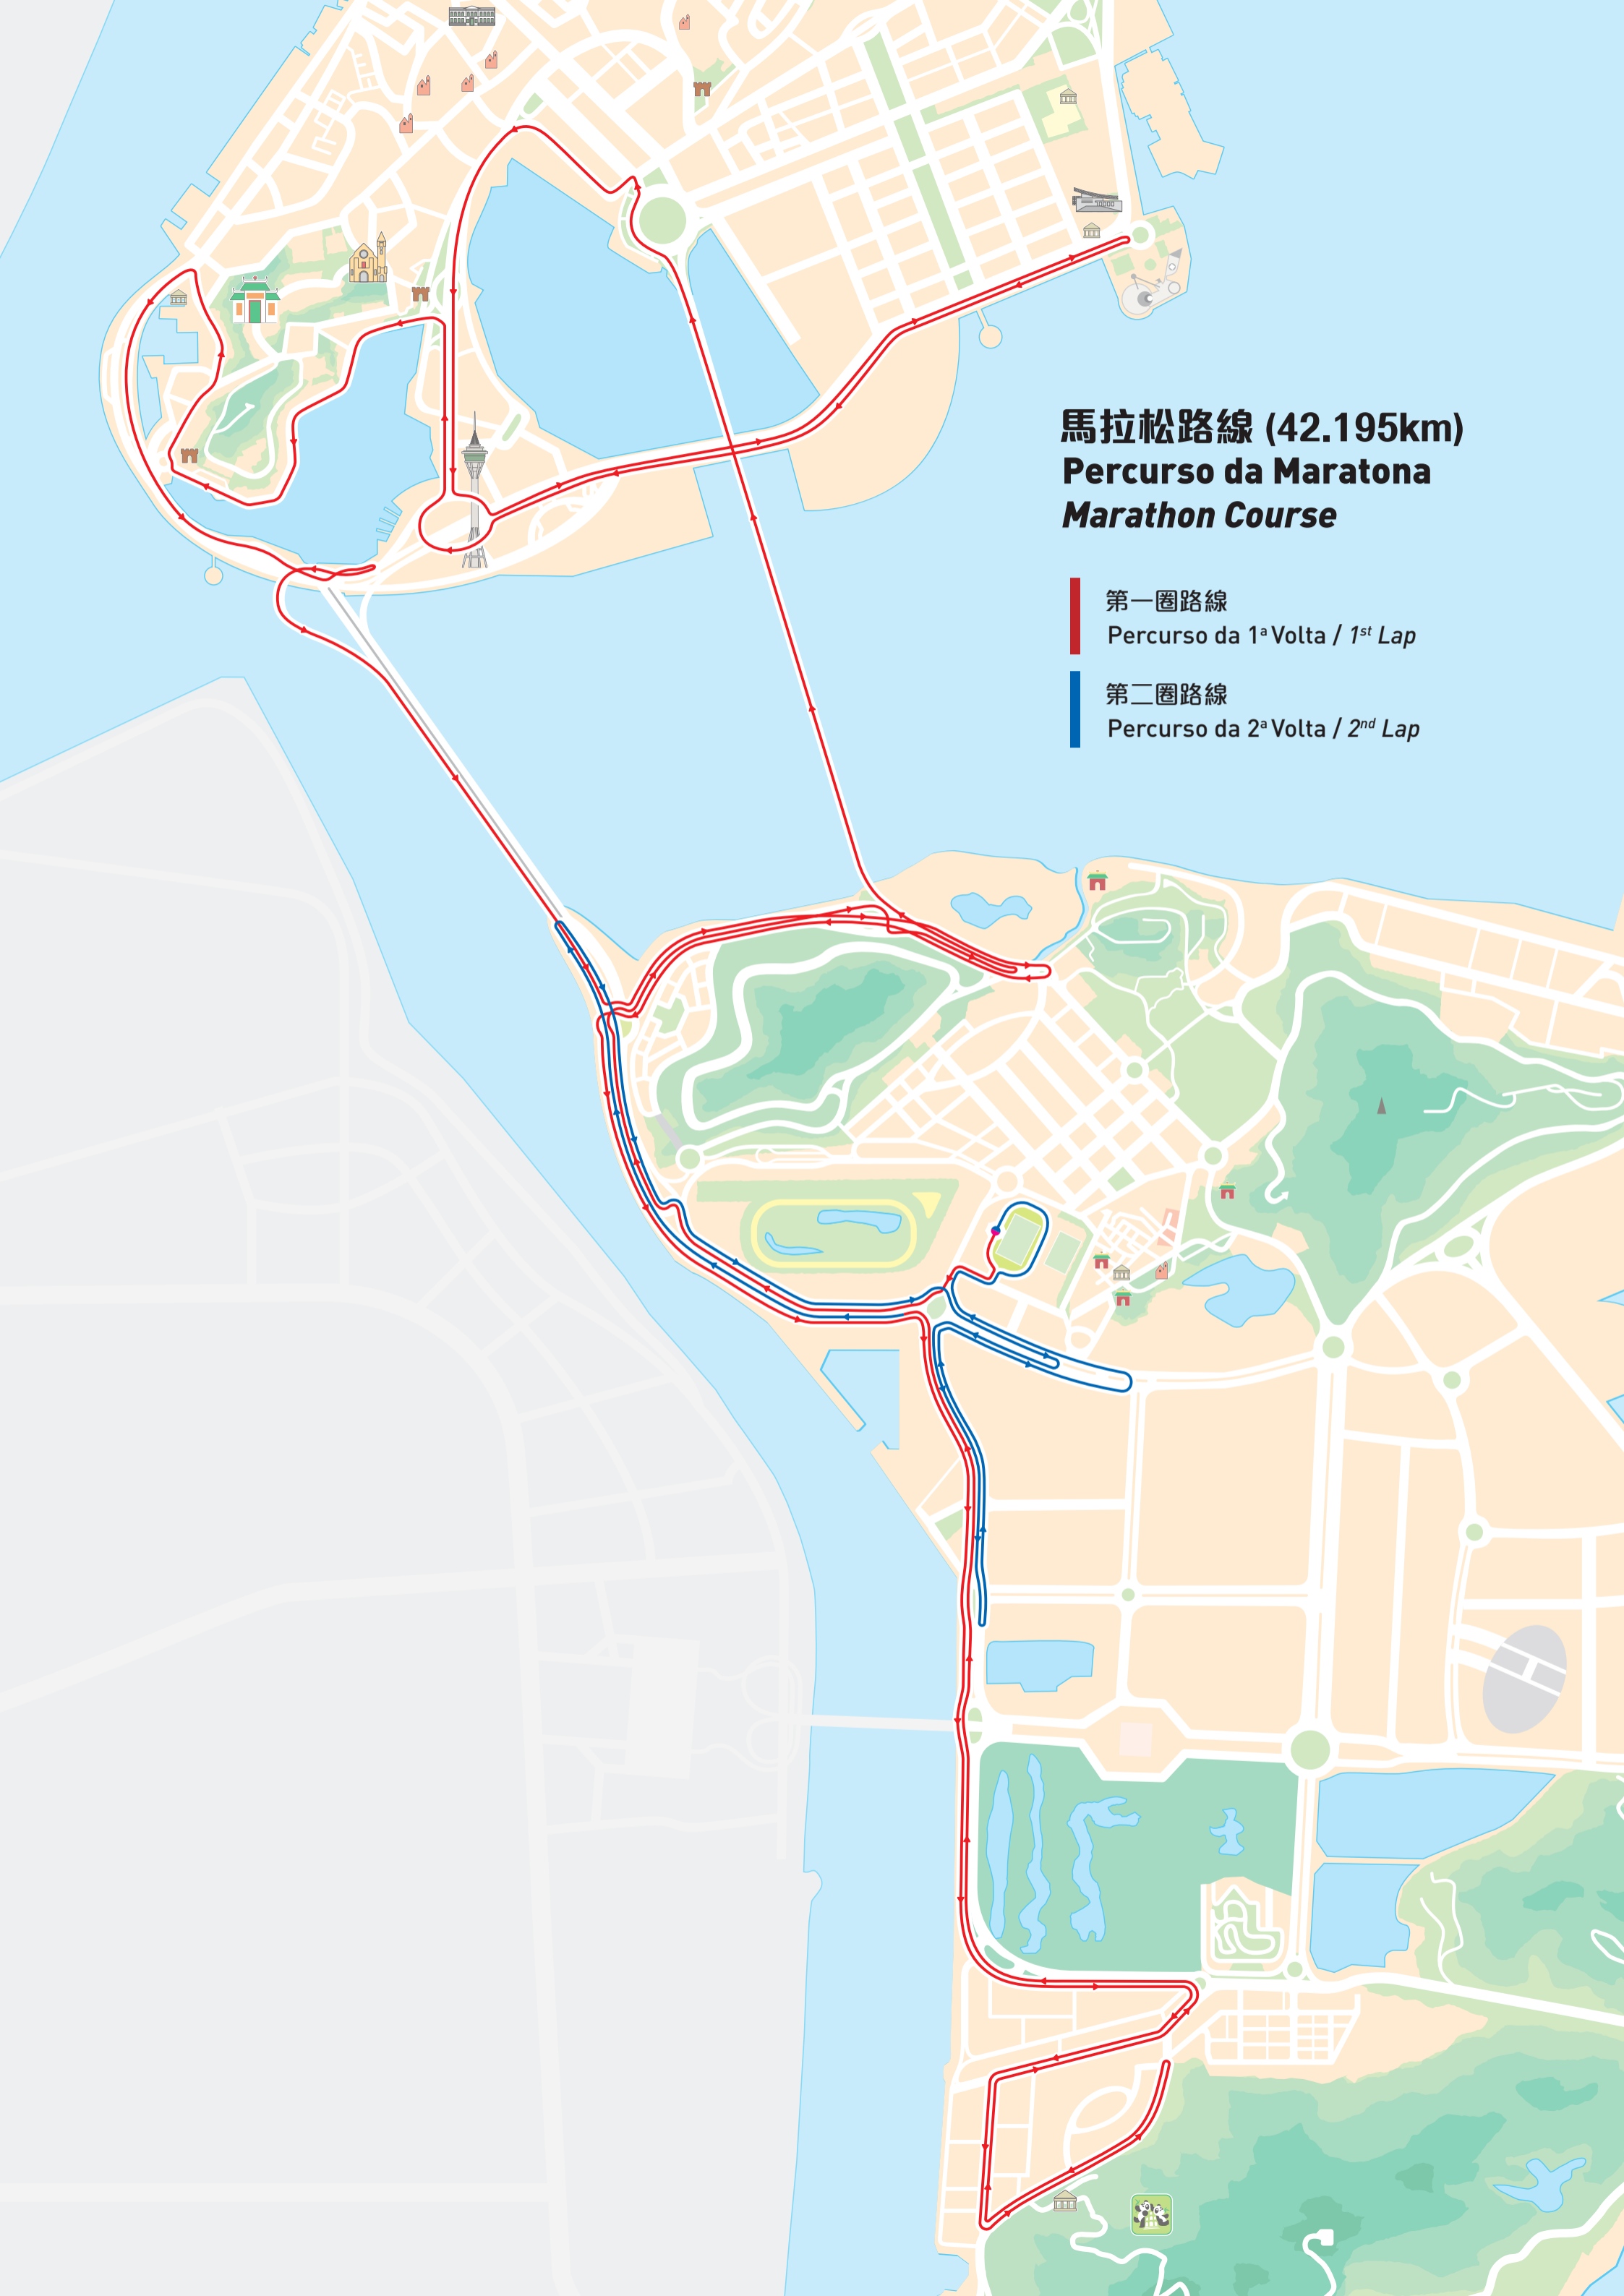 馬拉松路線 (42.195km)
Percurso da Maratona
Marathon Course
第一圈路線
Percurso da 1ª Volta / 1st Lap
第二圈路線
Percurso da 2ª Volta / 2nd Lap